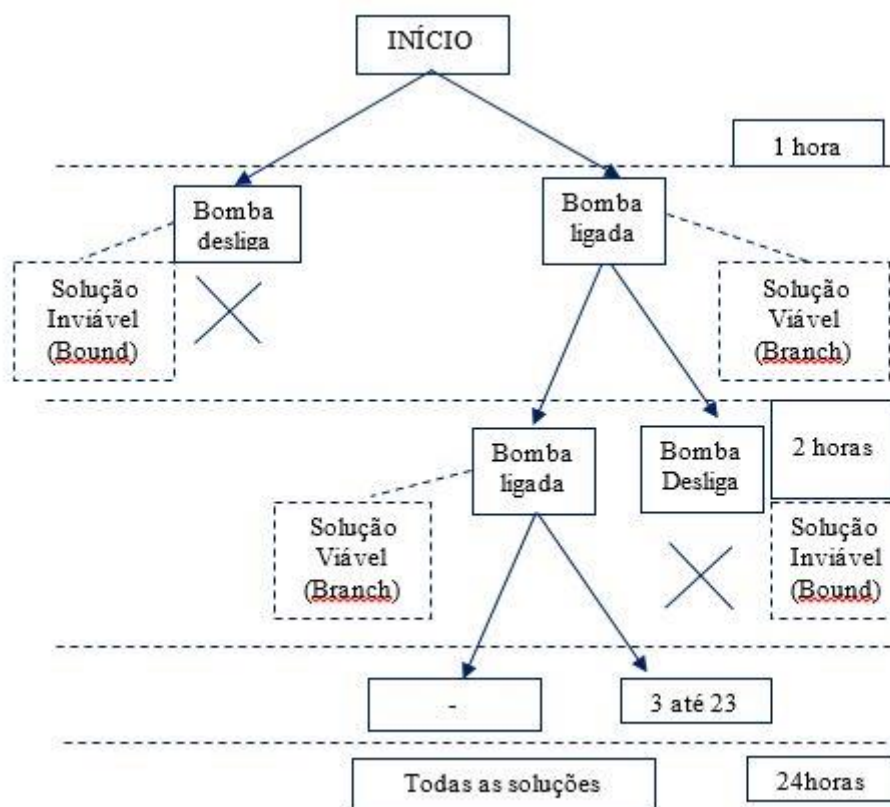 INÍCIO
1 hora
Bomba
desliga
Bomba
ligada
Solução
Inviável
(Bound)
Solução
Viável
(Branch)
Bomba
ligada
Bomba
Desliga
2 horas
Solução
Viável
(Branch)
Solução
Inviável
(Bound)
-
3 até 23
Todas as soluções
24horas